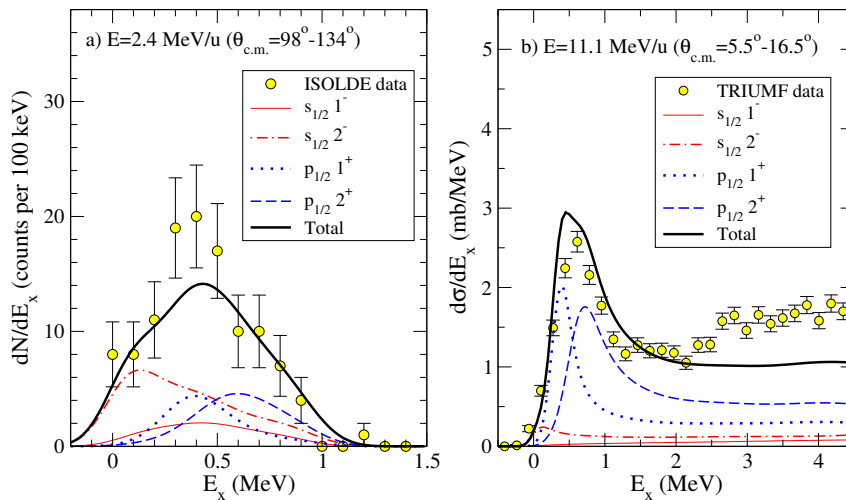 a) E=2.4 MeV/u (θc.m.=98°-134°)
ISOLDE data
s1/2 1-
s1/2 2-
p1/2 1+
p1/2 2+
Total
dN/dEx (counts per 100 keV)
30
20
10
0
0 0.5 1 1.5
Ex (MeV)
b) E=11.1 MeV/u (θc.m.=5.5°-16.5°)
TRIUMF data
s1/2 1-
s1/2 2-
p1/2 1+
p1/2 2+
Total
dσ/dEx (mb/MeV)
5
4
3
2
1
0
0 1 2 3 4
Ex (MeV)